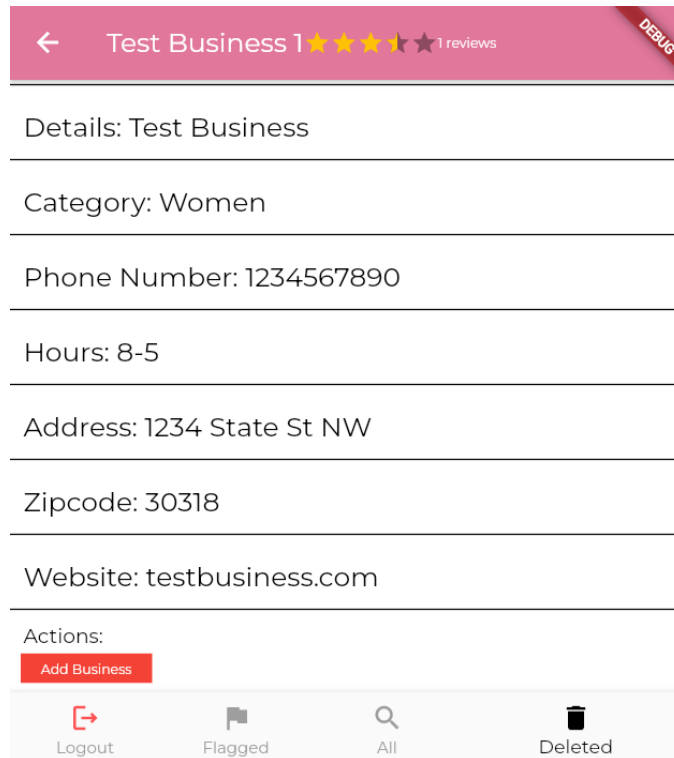 Test Business 1 1 reviews
DEBUG
Details: Test Business
Category: Women
Phone Number: 1234567890
Hours: 8-5
Address: 1234 State St NW
Zipcode: 30318
Website: testbusiness.com
Actions:
Add Business
Logout Flagged All Deleted